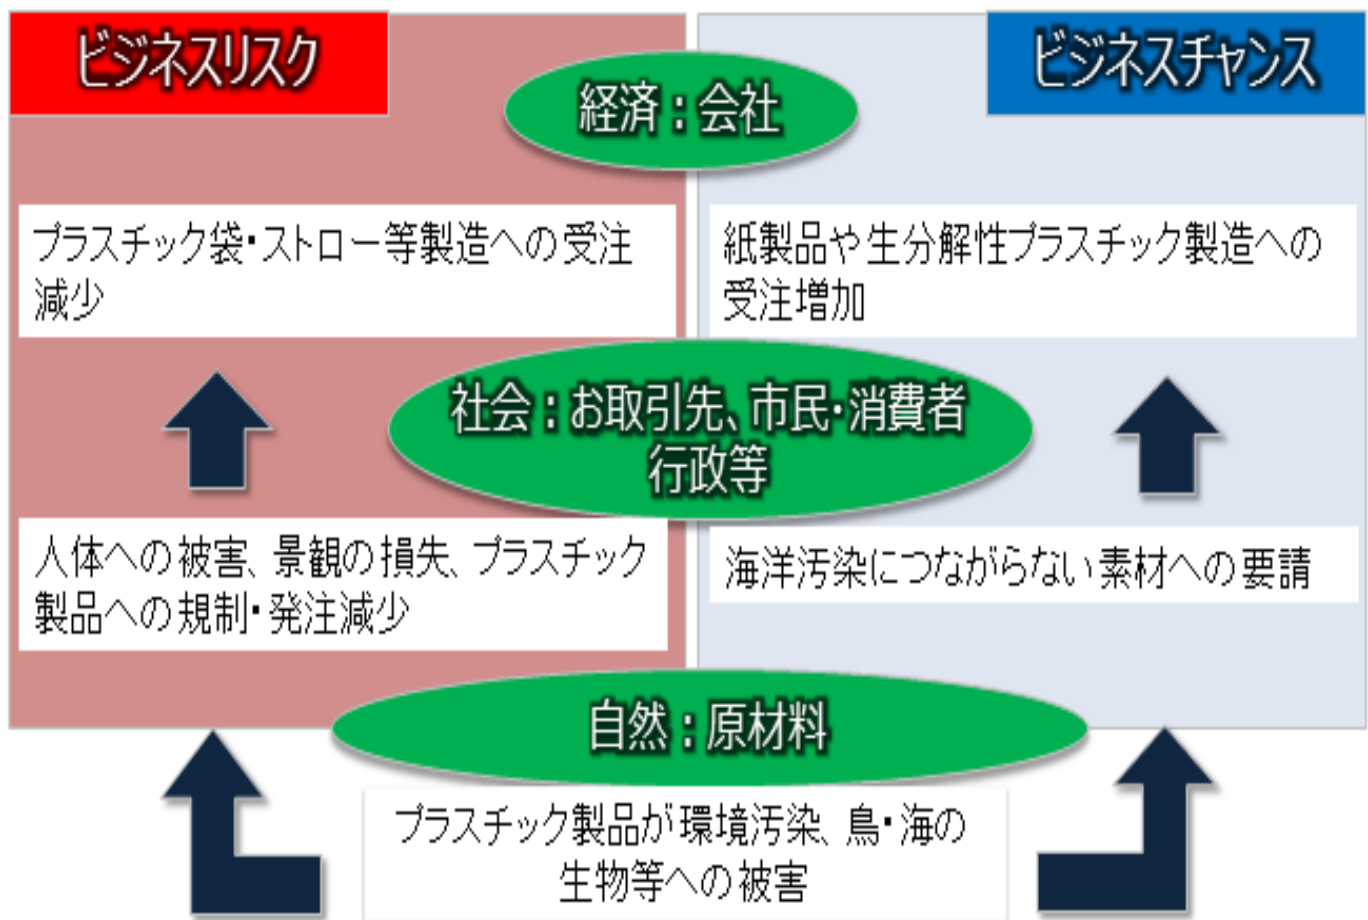 ビジネスリスク
ビジネスチャンス
経済：会社
プラスチック袋・ストロー等製造への受注
減少
紙製品や生分解性プラスチック製造への
受注増加
社会：お取引先、市民・消費者
行政等
人体への被害、景観の損失、プラスチック
製品への規制・発注減少
海洋汚染につながらない素材への要請
自然：原材料
プラスチック製品が環境汚染、鳥・海の
生物等への被害